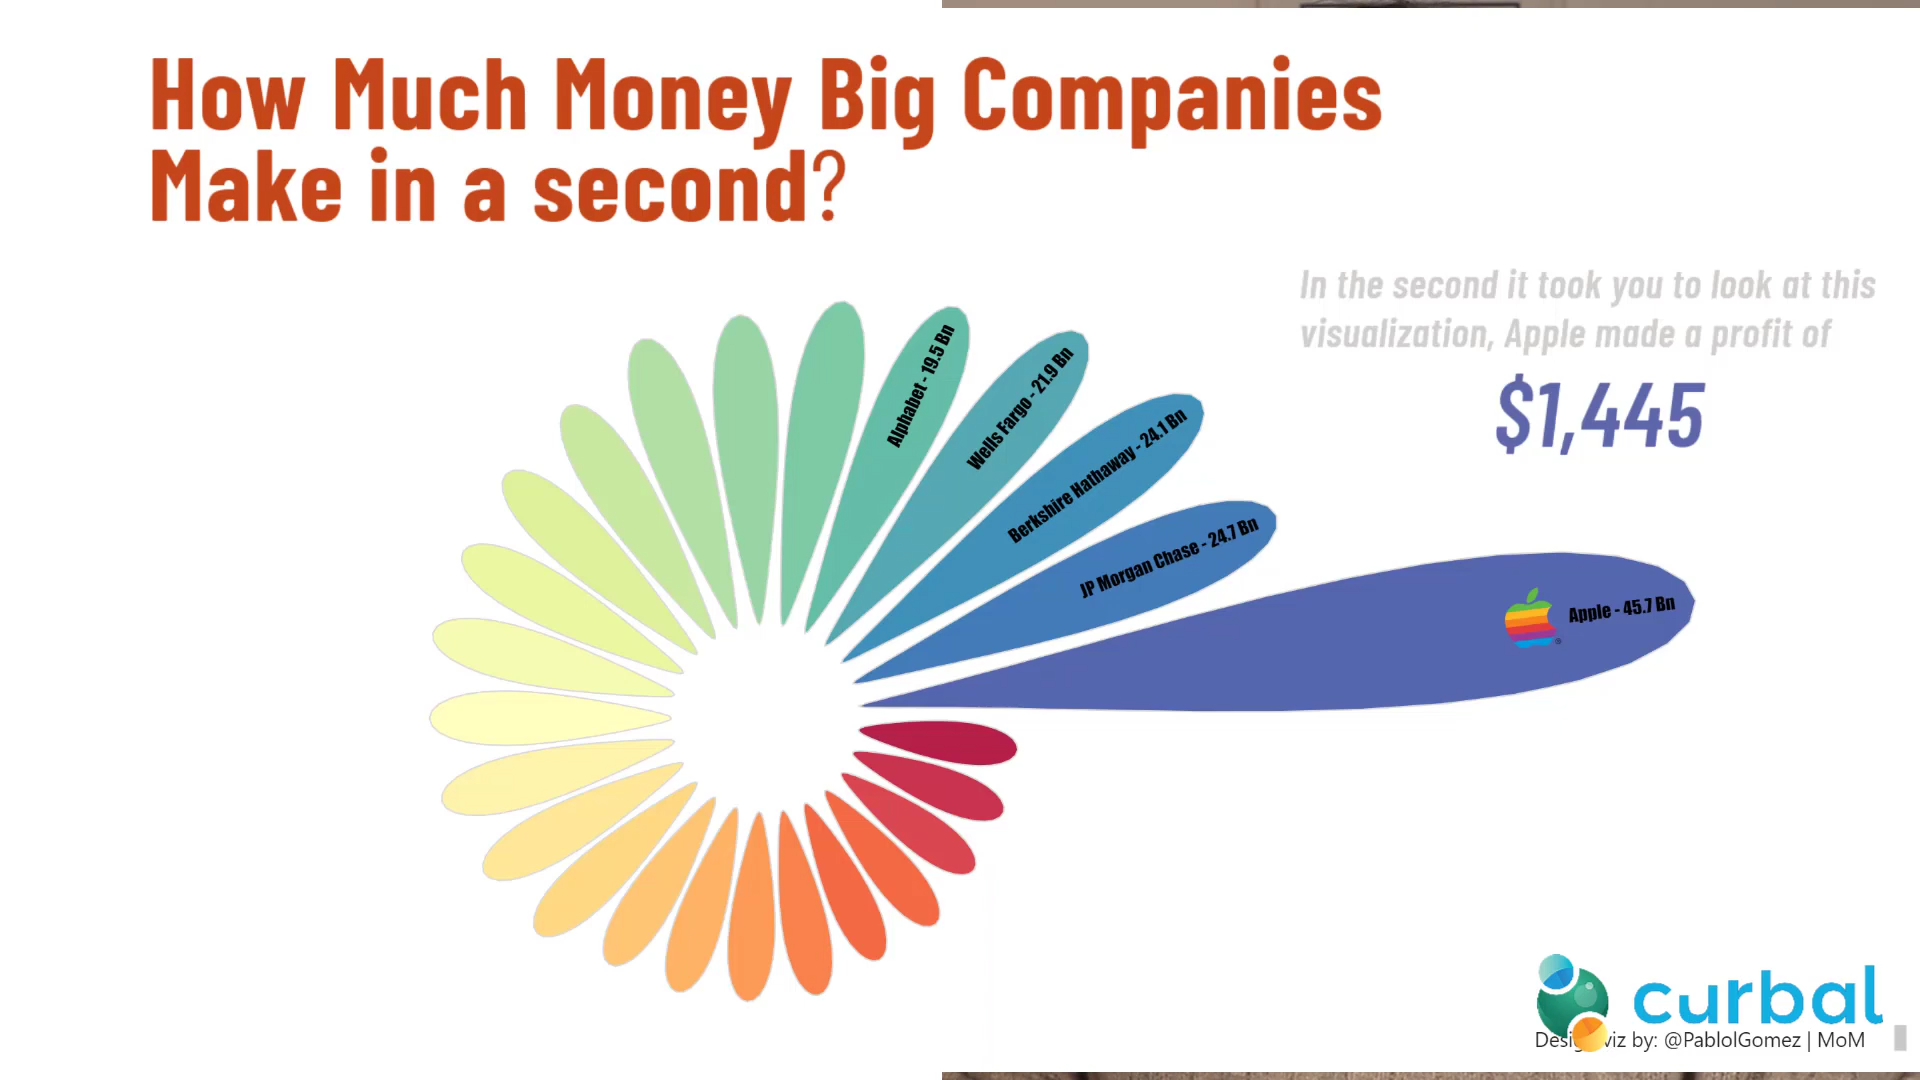 How Much Money Big Companies
Make in a second?
In the second it took you to look at this
visualization, Apple made a profit of
$1,445
Alphabet - 19.5 Bn
Wells Fargo - 21.9 Bn
Berkshire Hathaway - 24.1 Bn
JP Morgan Chase - 24.7 Bn
Apple - 45.7 Bn
curbal
viz by: @PablolGomez | MoM